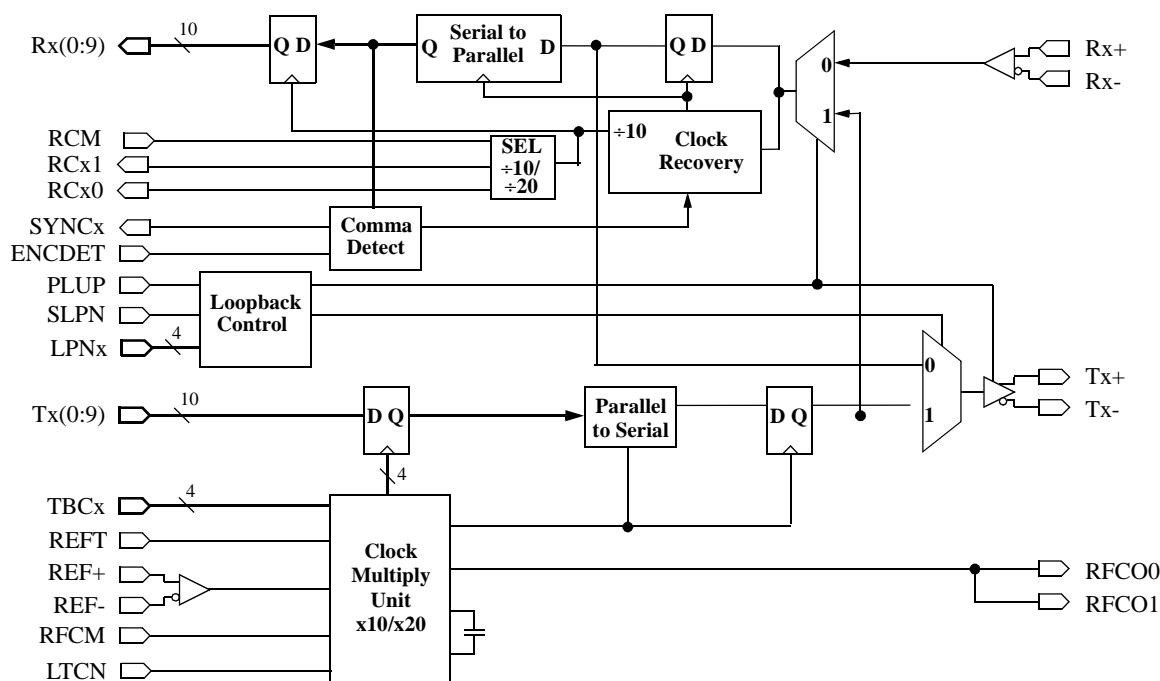 Rx(0:9)
10
Q D
Q
Serial to
Parallel
D
Q D
0
1
Rx+
Rx-
RCM
RCx1
RCx0
SEL
÷10/
÷20
÷10
Clock
Recovery
SYNCx
ENCDET
Comma
Detect
PLUP
SLPN
LPNx
4
Loopback
Control
0
1
Tx+
Tx-
Tx(0:9)
10
D Q
Parallel
to Serial
D Q
4
TBCx
4
REFT
REF+
REF-
RFCM
LTCN
Clock
Multiply
Unit
x10/x20
RFCO0
RFCO1